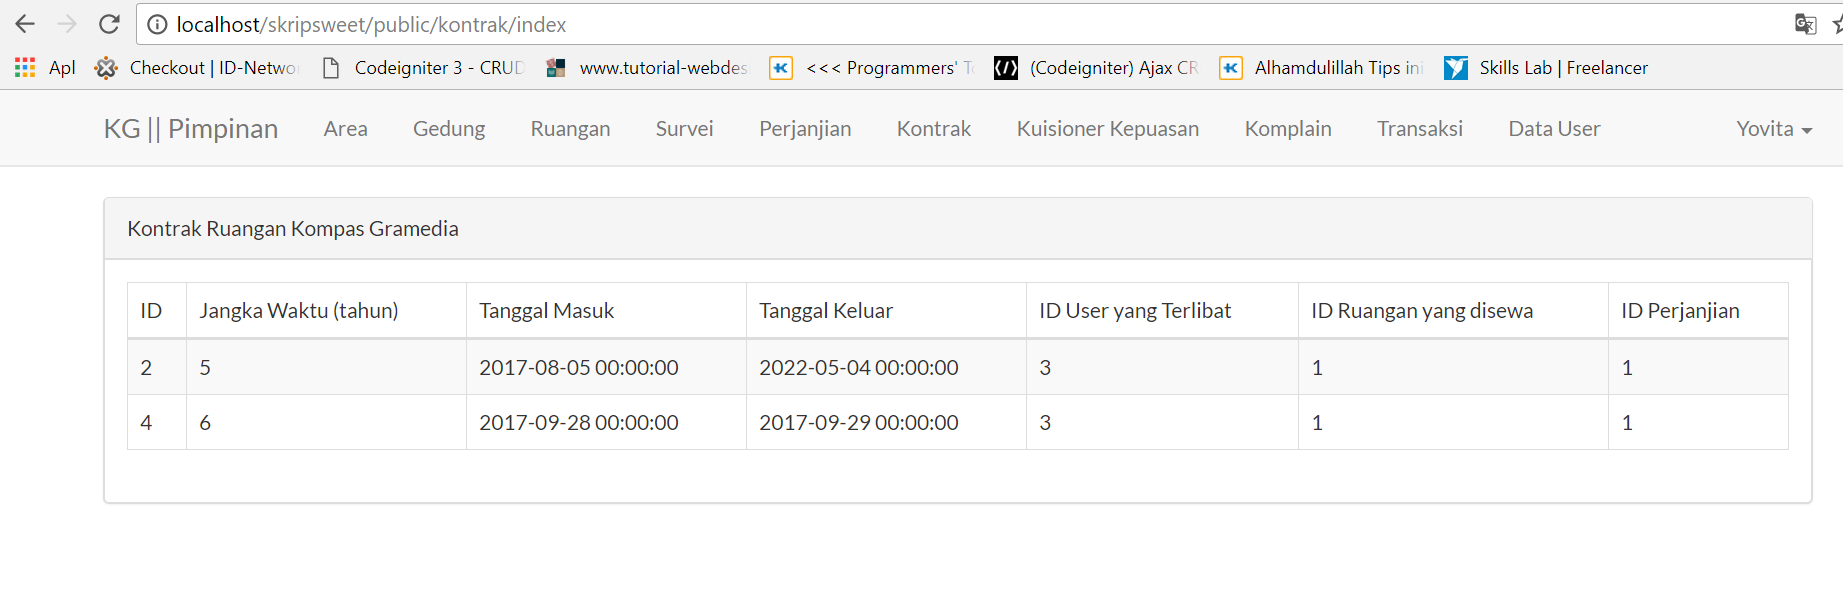 localhost/skripsweet/public/kontrak/index
Apl Checkout | ID-Netwo Codeigniter 3 - CRUD www.tutorial-webdes <<< Programmers' T (Codeigniter) Ajax CR Alhamdulillah Tips ini Skills Lab | Freelancer
KG || Pimpinan Area Gedung Ruangan Survei Perjanjian Kontrak Kuisioner Kepuasan Komplain Transaksi Data User Yovita
Kontrak Ruangan Kompas Gramedia
ID Jangka Waktu (tahun) Tanggal Masuk Tanggal Keluar ID User yang Terlibat ID Ruangan yang disewa ID Perjanjian
2 5 2017-08-05 00:00:00 2022-05-04 00:00:00 3 1 1
4 6 2017-09-28 00:00:00 2017-09-29 00:00:00 3 1 1